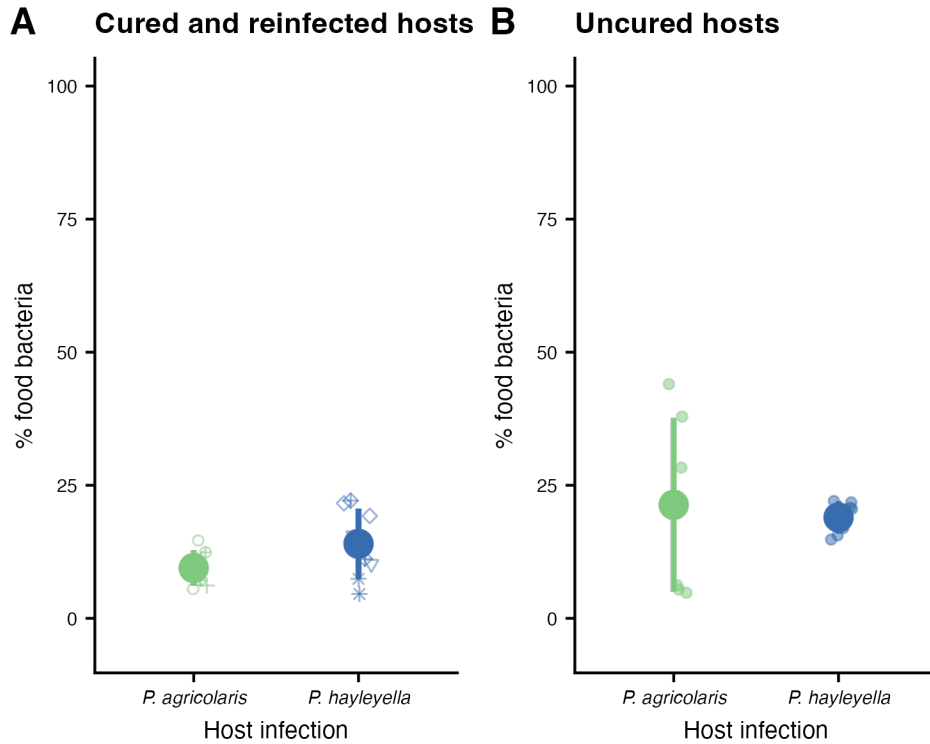 A Cured and reinfected hosts
% food bacteria
100
75
50
25
0
P. agricolaris P. hayleyella
Host infection
B Uncured hosts
% food bacteria
100
75
50
25
0
P. agricolaris P. hayleyella
Host infection